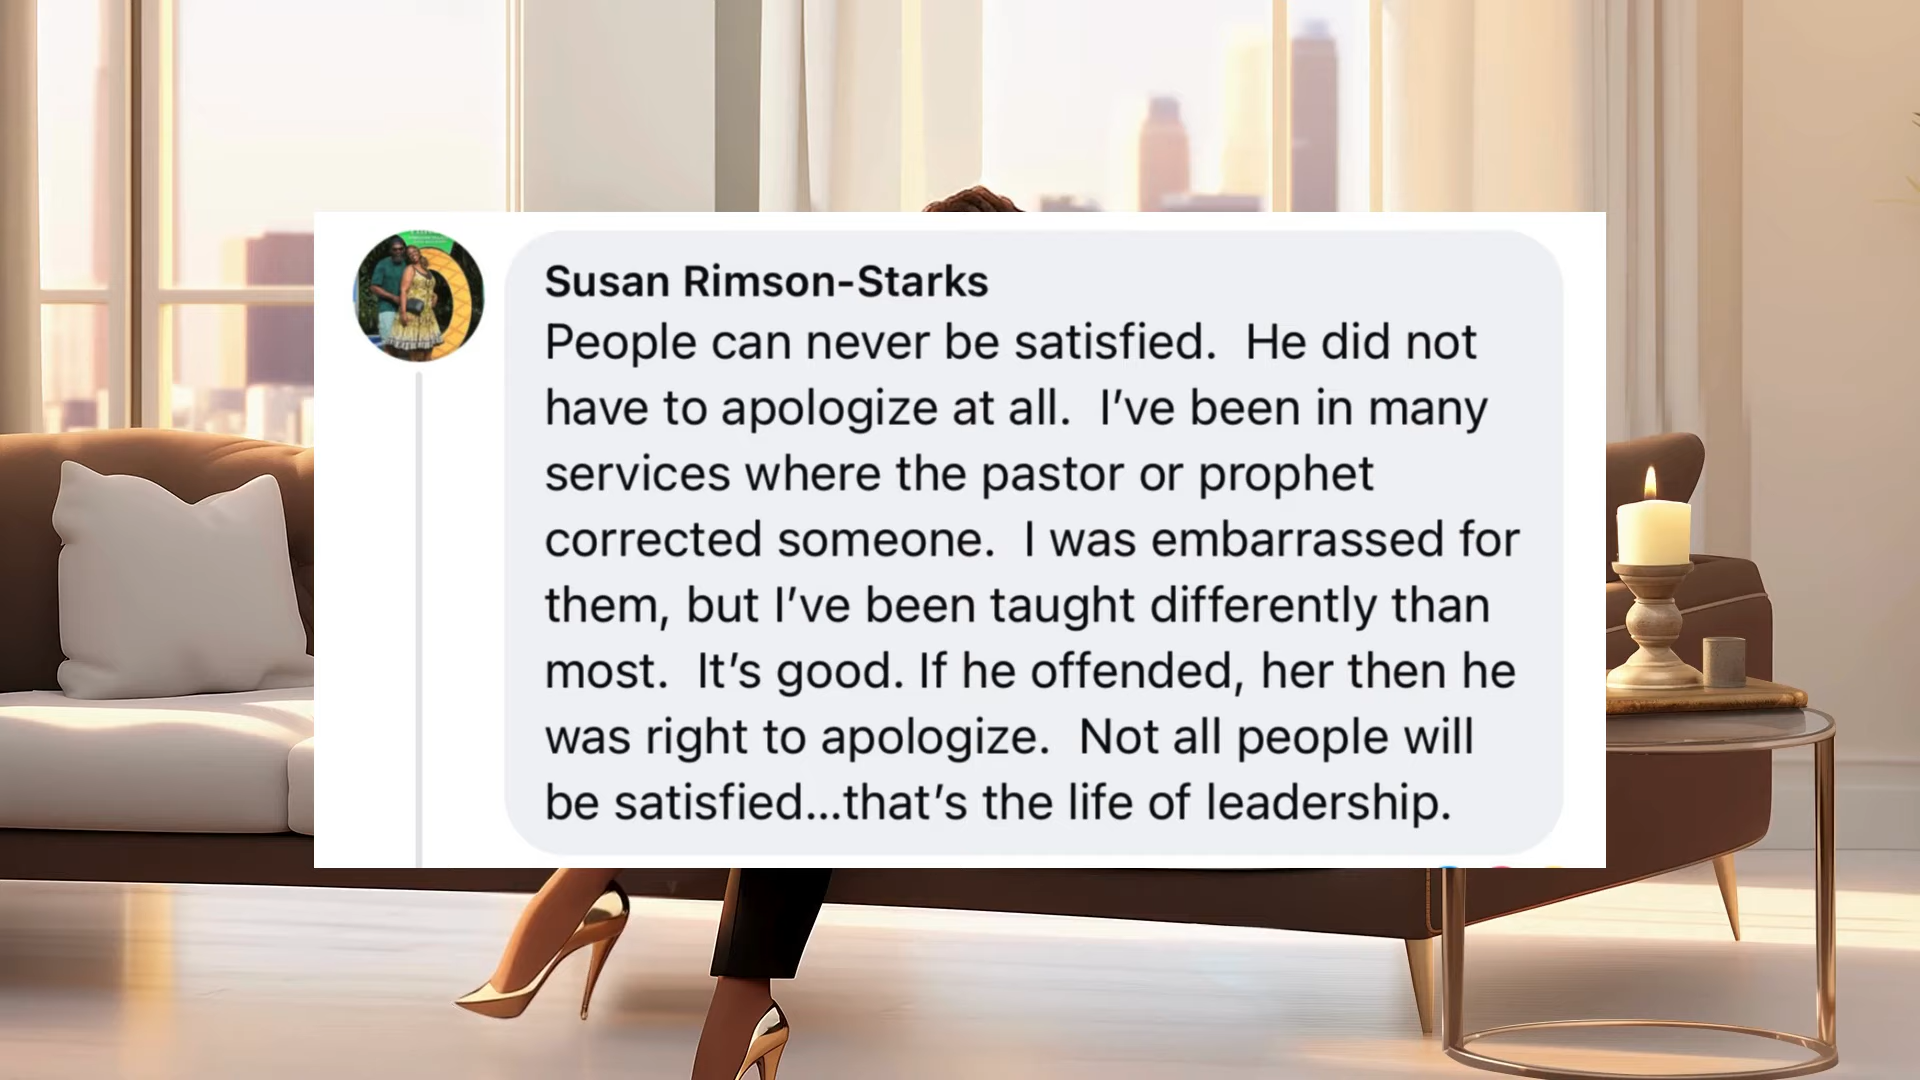 Susan Rimson-Starks
People can never be satisfied.  He did not
have to apologize at all.  I’ve been in many
services where the pastor or prophet
corrected someone.  I was embarrassed for
them, but I’ve been taught differently than
most.  It’s good. If he offended, her then he
was right to apologize.  Not all people will
be satisfied...that’s the life of leadership.